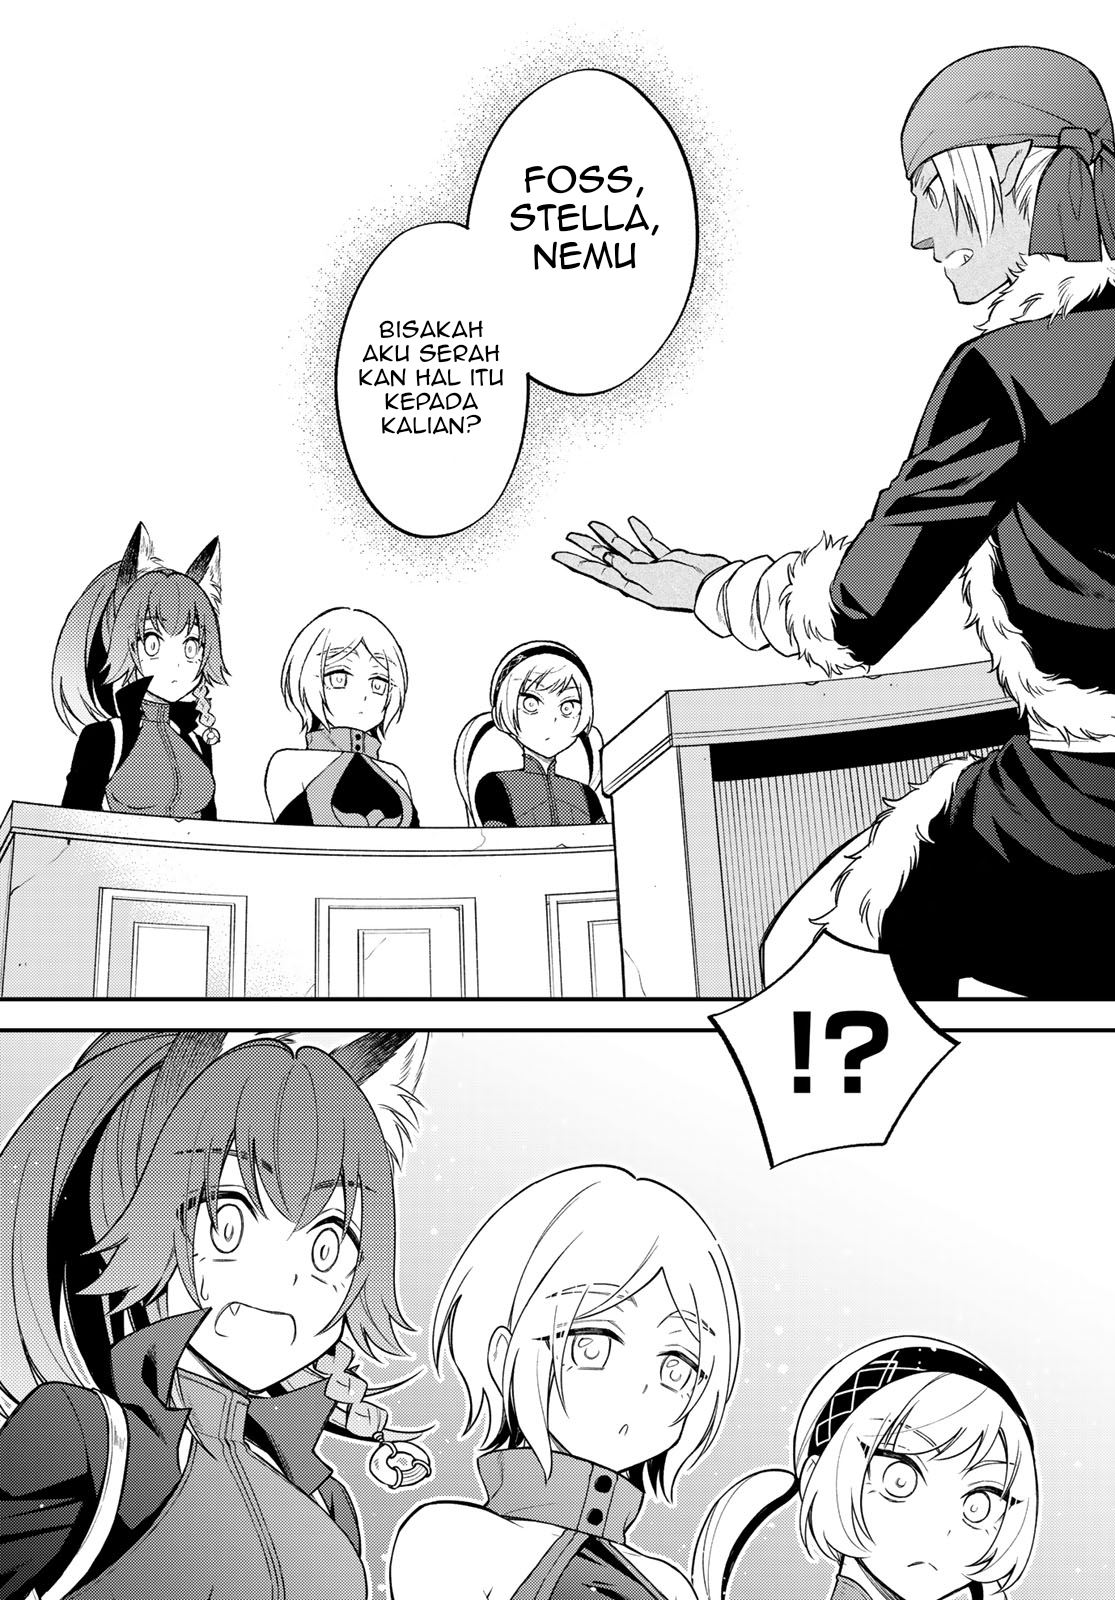 FOSS,
STELLA,
NEMU
BISAKAH
AKU SERAH
KAN HAL ITU
KEPADA
KALIAN?
!?